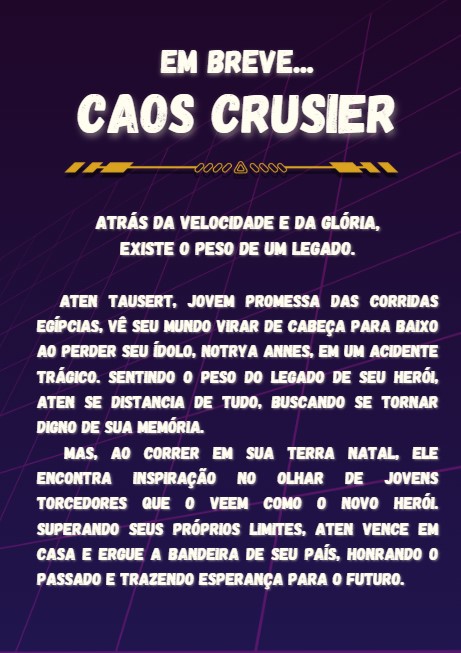 EM BREVE...
CAOS CRUSIER
ATRÁS DA VELOCIDADE E DA GLÓRIA,
EXISTE O PESO DE UM LEGADO.
ATEN TAUSERT, JOVEM PROMESSA DAS CORRIDAS
EGÍPCIAS, VÊ SEU MUNDO VIRAR DE CABEÇA PARA BAIXO
AO PERDER SEU ÍDOLO, NOTRYA ANNES, EM UM ACIDENTE
TRÁGICO. SENTINDO O PESO DO LEGADO DE SEU HERÓI,
ATEN SE DISTANCIA DE TUDO, BUSCANDO SE TORNAR
DIGNO DE SUA MEMÓRIA.
MAS, AO CORRER EM SUA TERRA NATAL, ELE
ENCONTRA INSPIRAÇÃO NO OLHAR DE JOVENS
TORCEDORES QUE O VEEM COMO O NOVO HERÓI.
SUPERANDO SEUS PRÓPRIOS LIMITES, ATEN VENCE EM
CASA E ERGUE A BANDEIRA DE SEU PAÍS, HONRANDO O
PASSADO E TRAZENDO ESPERANÇA PARA O FUTURO.